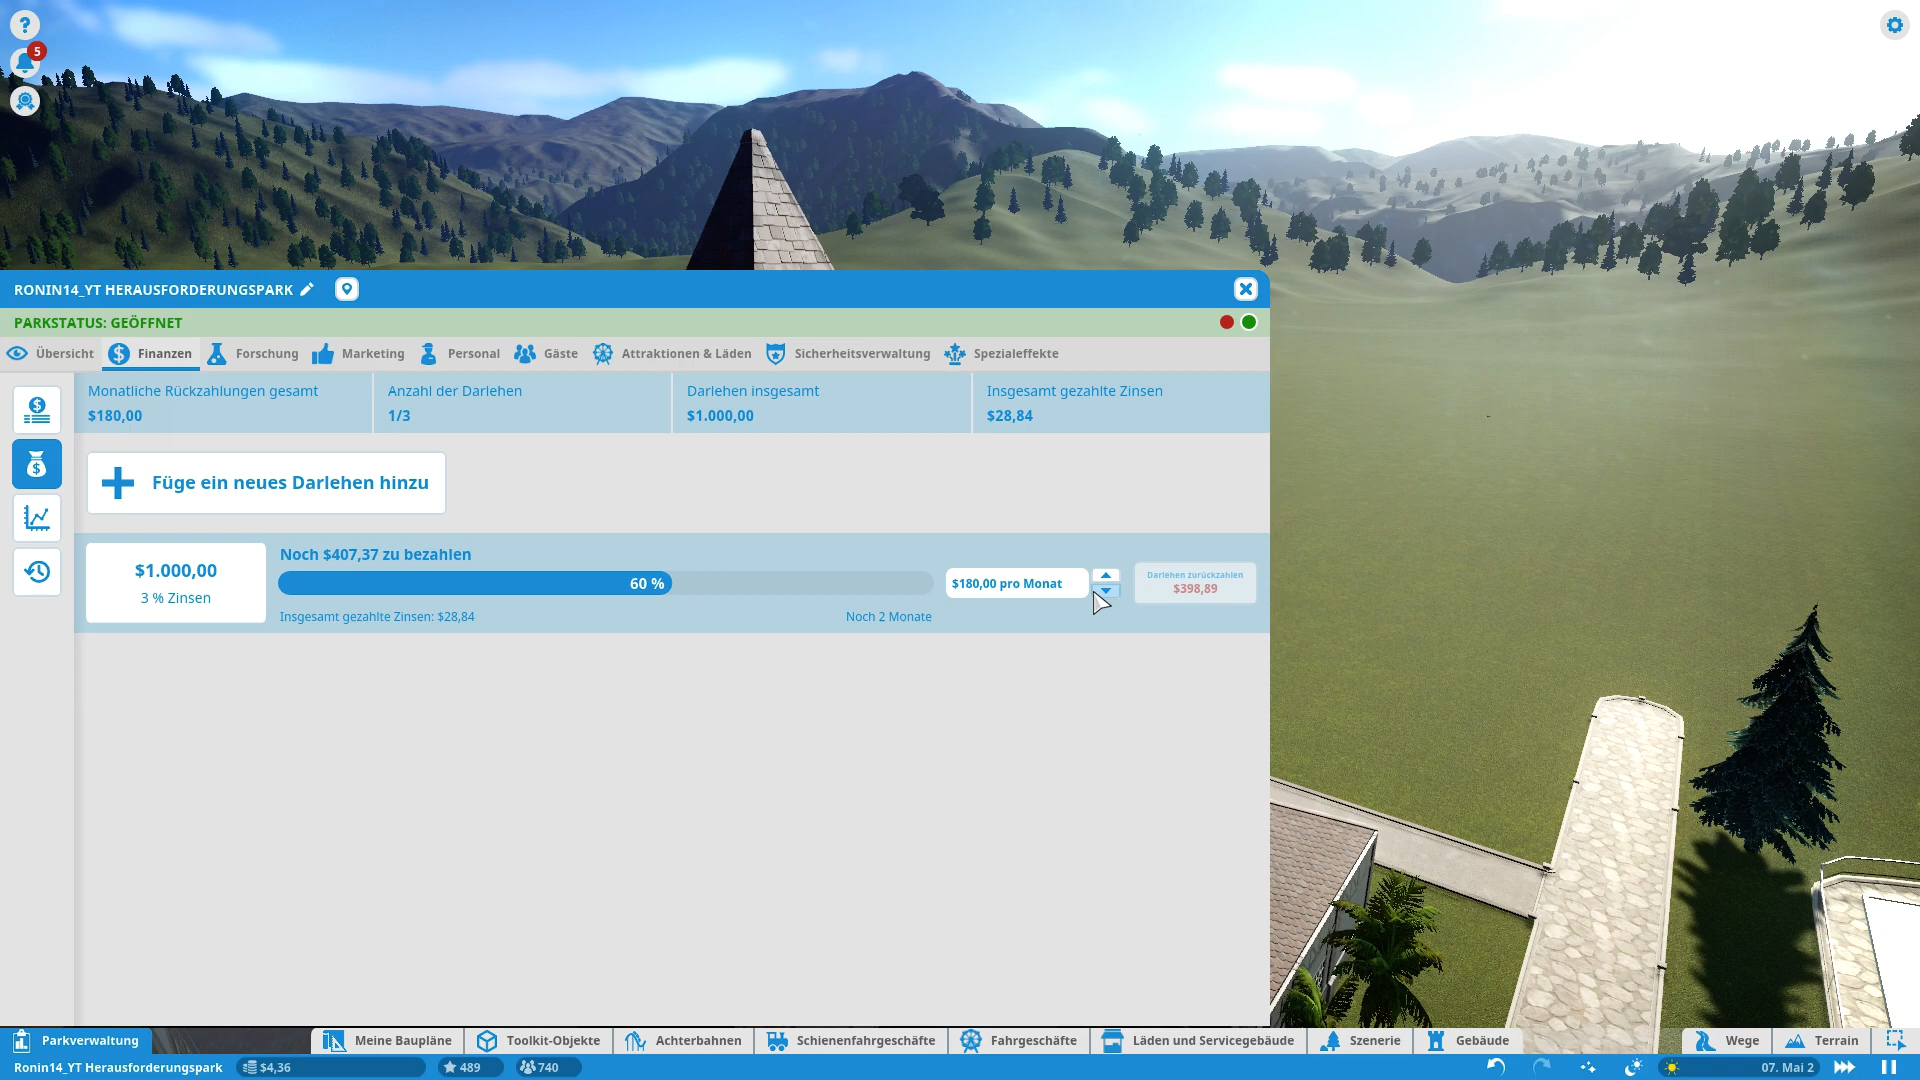 ?
5
RONIN14_YT HERAUSFORDERUNGSPARK
PARKSTATUS: GEÖFFNET
Übersicht
Finanzen
Forschung
Marketing
Personal
Gäste
Attraktionen & Läden
Sicherheitsverwaltung
Spezialeffekte
Monatliche Rückzahlungen gesamt
$180,00
Anzahl der Darlehen
1/3
Darlehen insgesamt
$1.000,00
Insgesamt gezahlte Zinsen
$28,84
Füge ein neues Darlehen hinzu
$1.000,00
3 % Zinsen
Noch $407,37 zu bezahlen
60 %
Insgesamt gezahlte Zinsen: $28,84
Noch 2 Monate
$180,00 pro Monat
Darlehen zurückzahlen
$398,89
Parkverwaltung
Meine Baupläne
Toolkit-Objekte
Achterbahnen
Schienenfahrgeschäfte
Fahrgeschäfte
Läden und Servicegebäude
Szenerie
Gebäude
Wege
Terrain
Ronin14_YT Herausforderungspark
$4,36
489
740
07. Mai 2